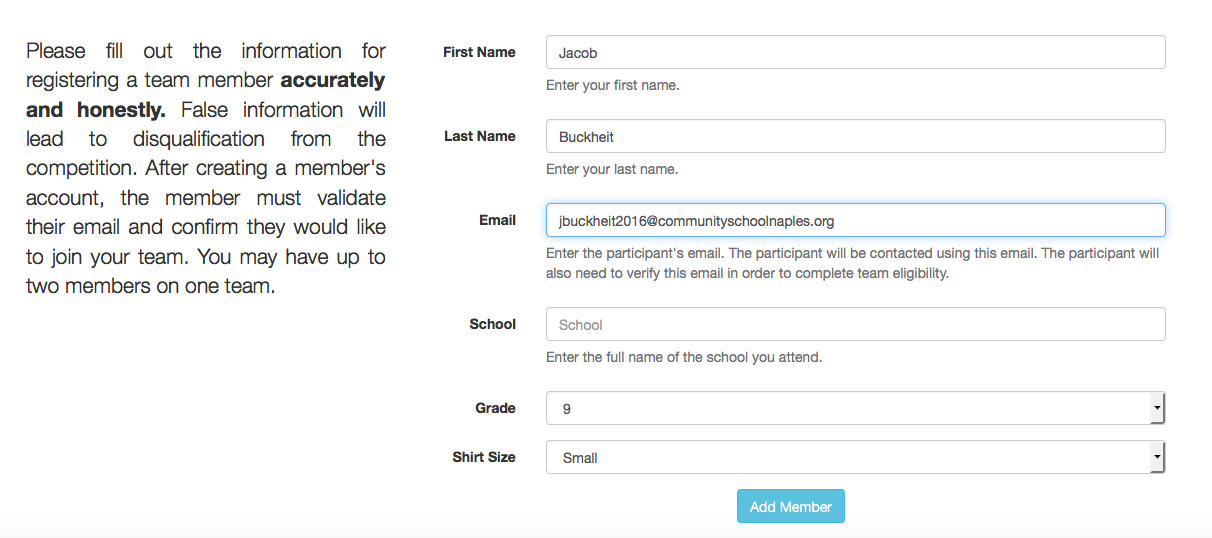 Please fill out the information for
registering a team member accurately
and honestly. False information will
lead to disqualification from the
competition. After creating a member's
account, the member must validate
their email and confirm they would like
to join your team. You may have up to
two members on one team.
First Name
Jacob
Enter your first name.
Last Name
Buckheit
Enter your last name.
Email
jbuckheit2016@communityschoolnaples.org
Enter the participant's email. The participant will be contacted using this email. The participant will
also need to verify this email in order to complete team eligibility.
School
School
Enter the full name of the school you attend.
Grade
9
Shirt Size
Small
Add Member